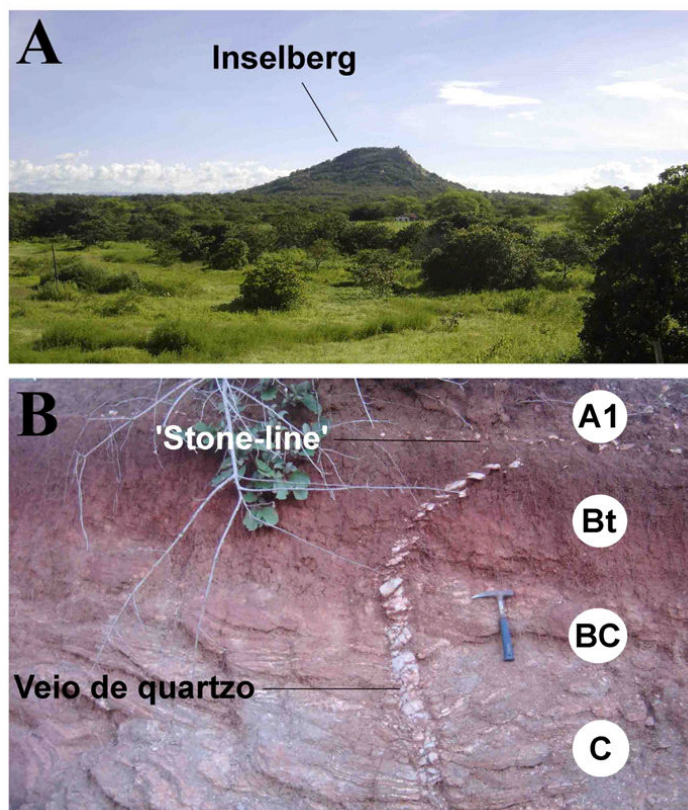 A
Inselberg
B
A1
'Stone-line'
Bt
BC
Veio de quartzo
C